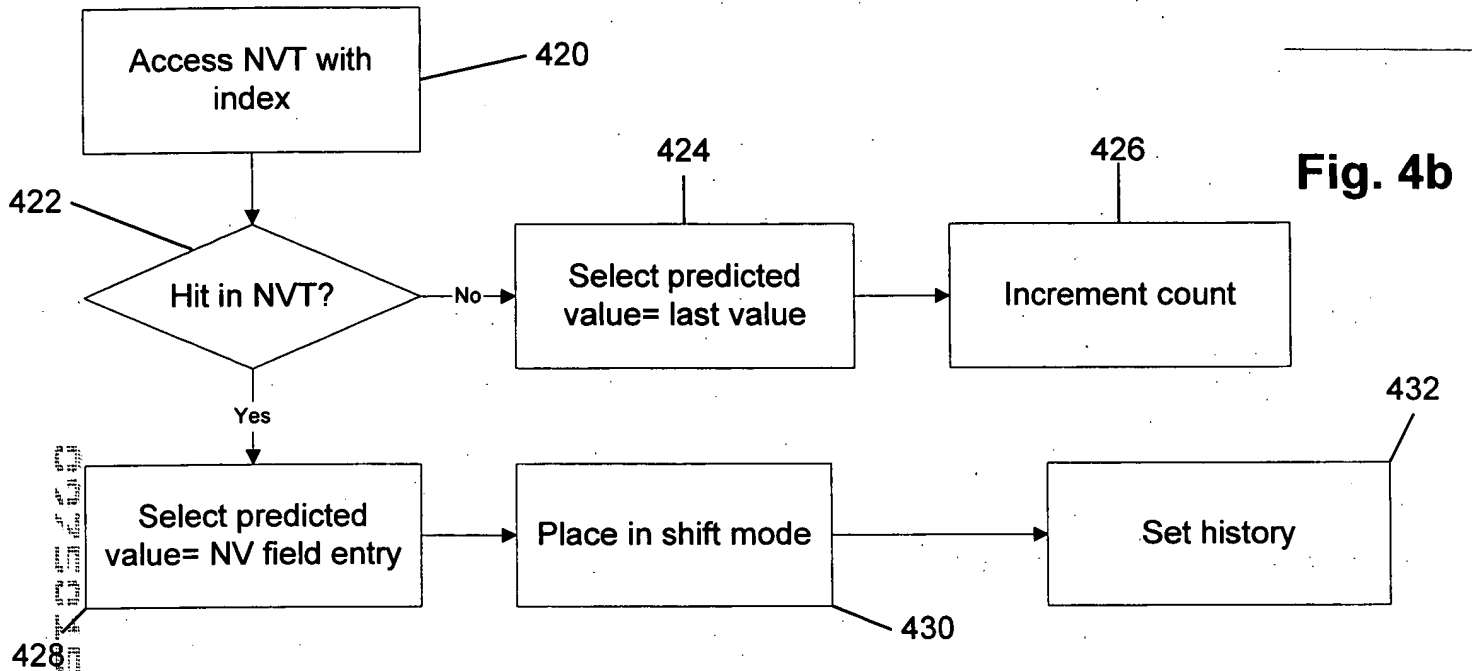 Access NVT with
index
420
424
426
Fig. 4b
422
Hit in NVT?
No
Select predicted
value= last value
Increment count
Yes
432
Select predicted
value= NV field entry
Place in shift mode
Set history
428
430